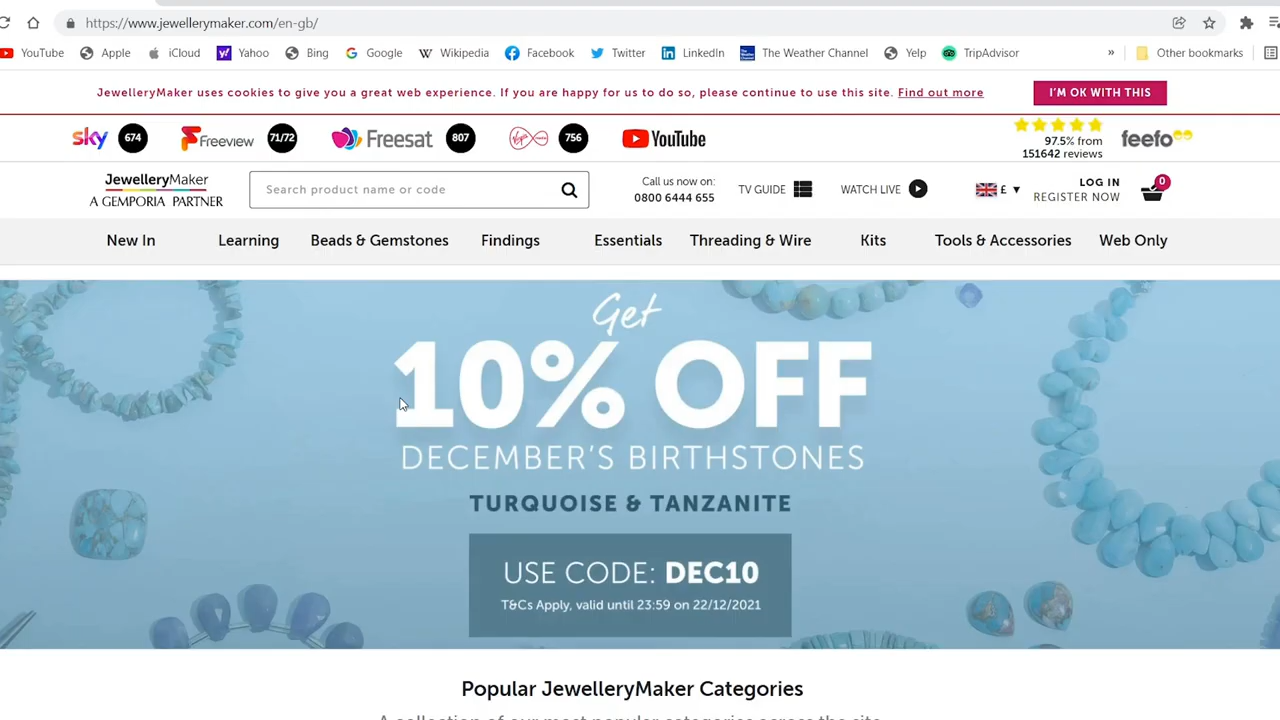 https://www.jewellerymaker.com/en-gb/
YouTube Apple iCloud Yahoo Bing Google Wikipedia Facebook Twitter LinkedIn The Weather Channel Yelp TripAdvisor » Other bookmarks
JewelleryMaker uses cookies to give you a great web experience. If you are happy for us to do so, please continue to use this site. Find out more I'M OK WITH THIS
sky 674 Freeview 71/72 Freesat 807 756 YouTube
97.5% from
151642 reviews
feefo
JewelleryMaker
A GEMPORIA PARTNER
Search product name or code
Call us now on:
0800 6444 655
TV GUIDE WATCH LIVE £ ▼
LOG IN
REGISTER NOW
0
New In Learning Beads & Gemstones Findings Essentials Threading & Wire Kits Tools & Accessories Web Only
Get
10% OFF
DECEMBER'S BIRTHSTONES
TURQUOISE & TANZANITE
USE CODE: DEC10
T&Cs Apply, valid until 23:59 on 22/12/2021
Popular JewelleryMaker Categories
A collection of our most popular categories across the site